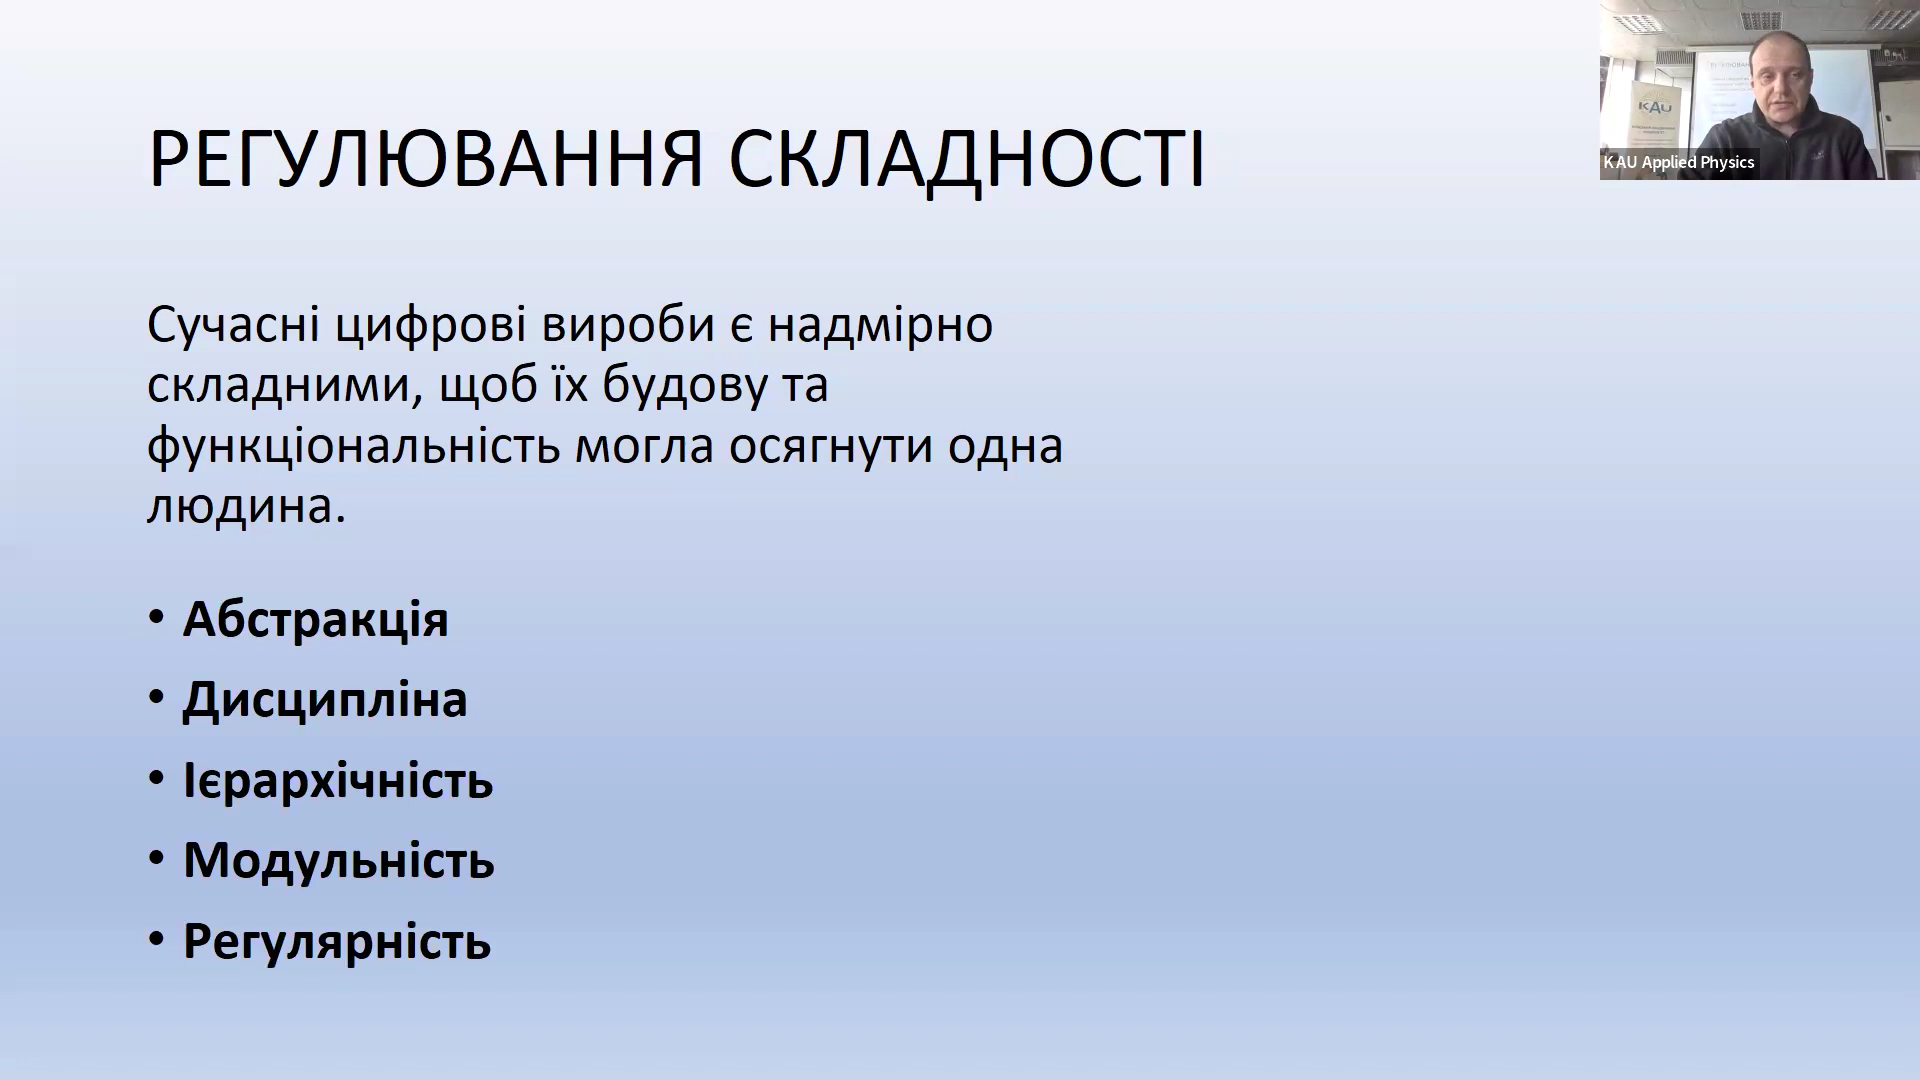 РЕГУЛЮВАННЯ СКЛАДНОСТІ
Сучасні цифрові вироби є надмірно
складними, щоб їх будову та
функціональність могла осягнути одна
людина.
• Абстракція
• Дисципліна
• Ієрархічність
• Модульність
• Регулярність
KAU
KAU Applied Physics